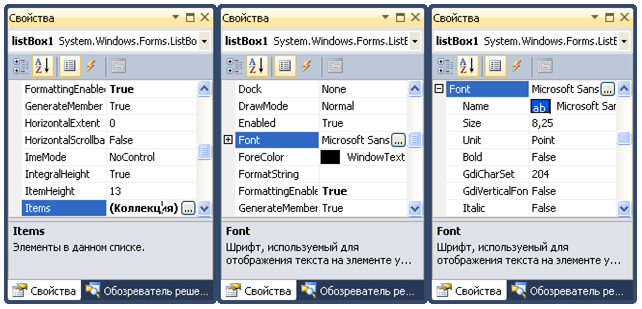 Свойства
listBox1 System.Windows.Forms.ListBo
FormattingEnable True
GenerateMember True
HorizontalExtent 0
HorizontalScrollba False
ImeMode NoControl
IntegralHeight True
ItemHeight 13
Items (Коллекция) ...
Items
Элементы в данном списке.
Свойства Обозреватель реше...
Свойства
listBox1 System.Windows.Forms.ListE
Dock None
DrawMode Normal
Enabled True
Font Microsoft Sans ...
ForeColor WindowText
FormatString
FormattingEnable True
GenerateMember True
Font
Шрифт, используемый для
отображения текста на элементе у...
Свойства Обозреватель ре...
Свойства
listBox1 System.Windows.Forms.ListE
Font Microsoft Sans ...
Name ab Microsoft Sar
Size 8,25
Unit Point
Bold False
GdiCharSet 204
GdiVerticalFon False
Italic False
Font
Шрифт, используемый для
отображения текста на элементе у...
Свойства Обозреватель ре...